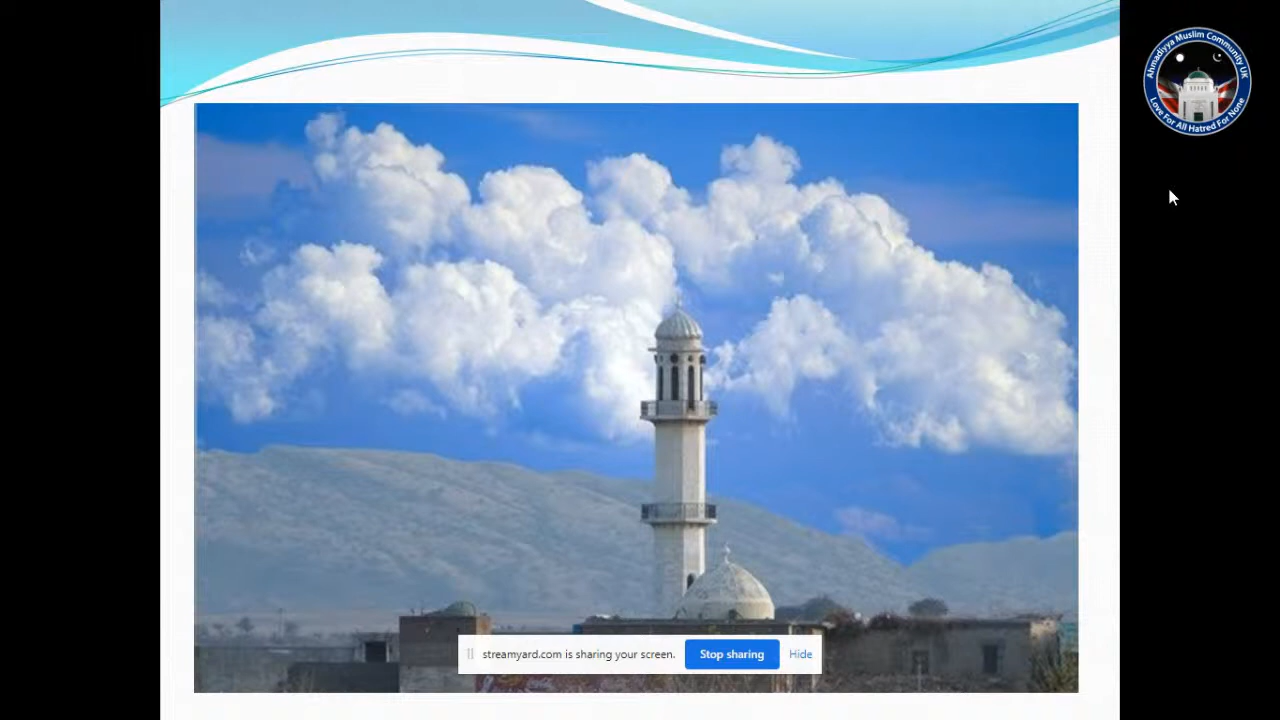 Ahmadiyya Muslim Community UK
Love For All Hatred For None
streamyard.com is sharing your screen.
Stop sharing
Hide